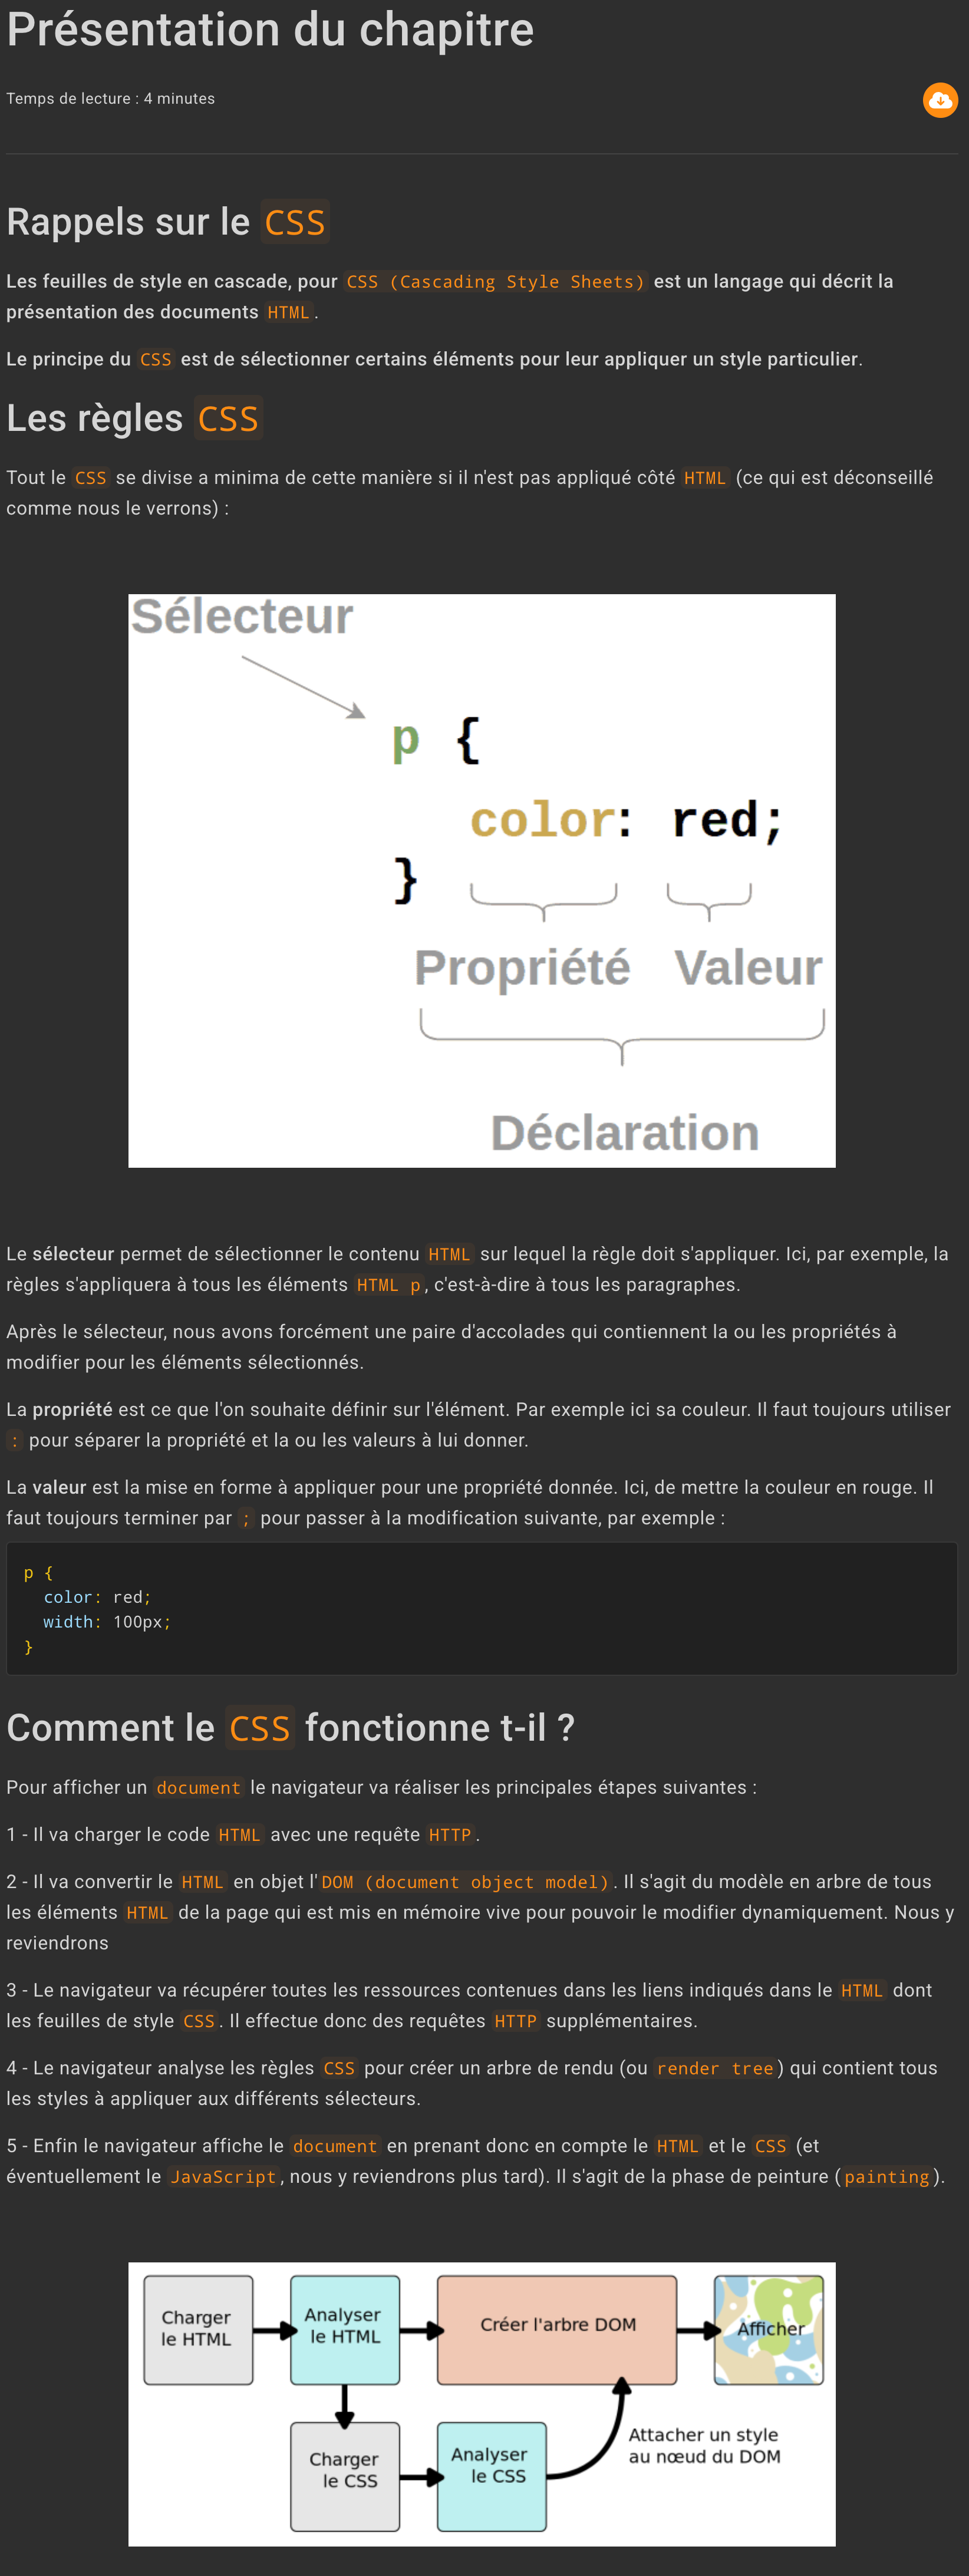 Présentation du chapitre
Temps de lecture : 4 minutes
Rappels sur le CSS
Les feuilles de style en cascade, pour CSS (Cascading Style Sheets) est un langage qui décrit la
présentation des documents HTML.
Le principe du CSS est de sélectionner certains éléments pour leur appliquer un style particulier.
Les règles CSS
Tout le CSS se divise a minima de cette manière si il n'est pas appliqué côté HTML (ce qui est déconseillé
comme nous le verrons) :
Sélecteur
p {
color: red;
}
Propriété Valeur
Déclaration
Le sélecteur permet de sélectionner le contenu HTML sur lequel la règle doit s'appliquer. Ici, par exemple, la
règles s'appliquera à tous les éléments HTML p, c'est-à-dire à tous les paragraphes.
Après le sélecteur, nous avons forcément une paire d'accolades qui contiennent la ou les propriétés à
modifier pour les éléments sélectionnés.
La propriété est ce que l'on souhaite définir sur l'élément. Par exemple ici sa couleur. Il faut toujours utiliser
: pour séparer la propriété et la ou les valeurs à lui donner.
La valeur est la mise en forme à appliquer pour une propriété donnée. Ici, de mettre la couleur en rouge. Il
faut toujours terminer par ; pour passer à la modification suivante, par exemple :
p {
color: red;
width: 100px;
}
Comment le CSS fonctionne t-il ?
Pour afficher un document le navigateur va réaliser les principales étapes suivantes :
1 - Il va charger le code HTML avec une requête HTTP.
2 - Il va convertir le HTML en objet l'DOM (document object model). Il s'agit du modèle en arbre de tous
les éléments HTML de la page qui est mis en mémoire vive pour pouvoir le modifier dynamiquement. Nous y
reviendrons
3 - Le navigateur va récupérer toutes les ressources contenues dans les liens indiqués dans le HTML dont
les feuilles de style CSS. Il effectue donc des requêtes HTTP supplémentaires.
4 - Le navigateur analyse les règles CSS pour créer un arbre de rendu (ou render tree) qui contient tous
les styles à appliquer aux différents sélecteurs.
5 - Enfin le navigateur affiche le document en prenant donc en compte le HTML et le CSS (et
éventuellement le JavaScript, nous y reviendrons plus tard). Il s'agit de la phase de peinture (painting).
Charger
le HTML
Analyser
le HTML
Créer l'arbre DOM
Afficher
Charger
le CSS
Analyser
le CSS
Attacher un style
au nœud du DOM